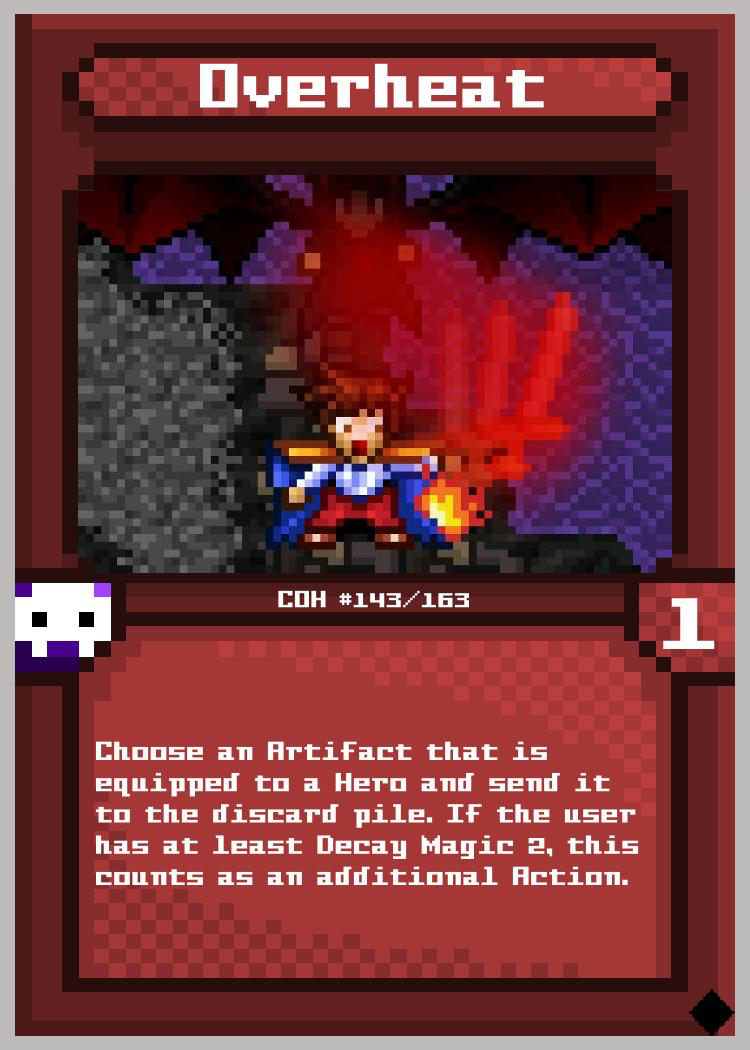 Overheat
COH #143/163
1
Choose an Artifact that is
equipped to a Hero and send it
to the discard pile. If the user
has at least Decay Magic 2, this
counts as an additional Action.